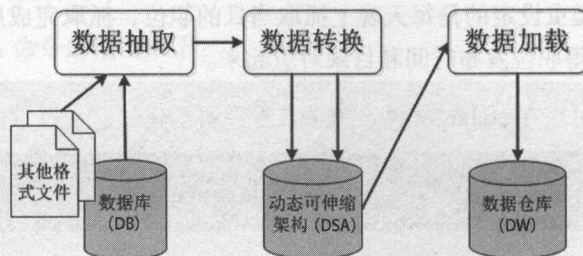 数据抽取
数据转换
数据加载
其他格
式文件
数据库
(DB)
动态可伸缩
架构 (DSA)
数据仓库
(DW)